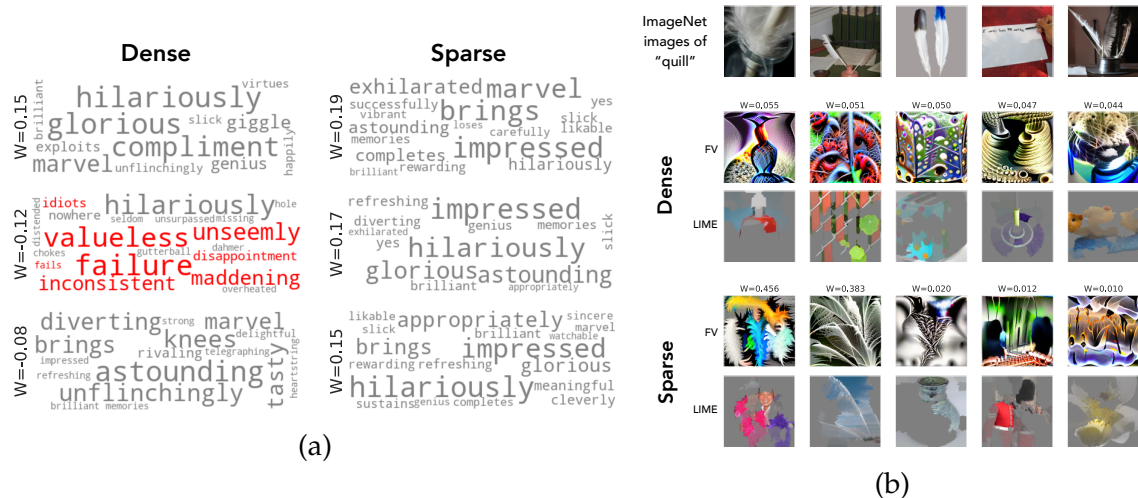 Dense
W=0.15
virtues
hilariously
brilliant
glorious slick giggle
exploits compliment happily
marvel unflinchingly genius
W=-0.12
idiots hilariously hole
nowhere seldom unsurpassed missing
distended valueless unseemly
chokes gutterball dahmer
fails failure disappointment
inconsistent maddening
overheated
W=-0.08
diverting strong marvel
brings knees delightful
impressed rivaling telegraphing
refreshing astounding tasty heartstring
unflinchingly
brilliant memories
Sparse
W=0.19
exhilarated marvel
successfully brings yes
vibrant slick
astounding loses carefully likable
memories
completes impressed
brilliant rewarding hilariously
W=0.17
refreshing impressed
diverting genius memories slick
exhilarated
yes hilariously
glorious astounding
brilliant appropriately
W=0.15
likable appropriately sincere
slick brilliant marvel
watchable
brings impressed
rewarding refreshing glorious
hilariously meaningful
sustains genius completes cleverly
(a)
ImageNet
images of
“quill”
Dense
W=0.055 W=0.051 W=0.050 W=0.047 W=0.044
FV
LIME
Sparse
W=0.456 W=0.383 W=0.020 W=0.012 W=0.010
FV
LIME
(b)